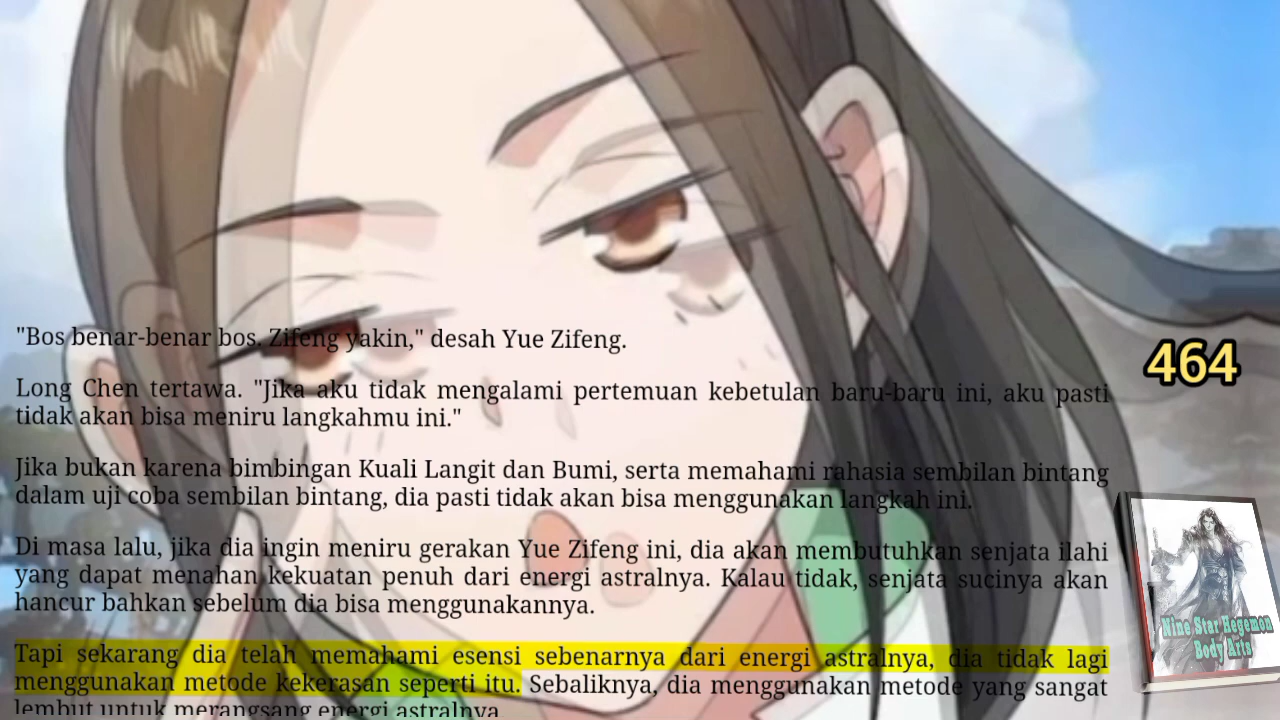 "Bos benar-benar bos. Zifeng yakin," desah Yue Zifeng.
Long Chen tertawa. "Jika aku tidak mengalami pertemuan kebetulan baru-baru ini, aku pasti
tidak akan bisa meniru langkahmu ini."
Jika bukan karena bimbingan Kuali Langit dan Bumi, serta memahami rahasia sembilan bintang
dalam uji coba sembilan bintang, dia pasti tidak akan bisa menggunakan langkah ini.
Di masa lalu, jika dia ingin meniru gerakan Yue Zifeng ini, dia akan membutuhkan senjata ilahi
yang dapat menahan kekuatan penuh dari energi astralnya. Kalau tidak, senjata sucinya akan
hancur bahkan sebelum dia bisa menggunakannya.
Tapi sekarang dia telah memahami esensi sebenarnya dari energi astralnya, dia tidak lagi
menggunakan metode kekerasan seperti itu. Sebaliknya, dia menggunakan metode yang sangat
lembut untuk merangsang energi astralnya.
464
Nine Star Hegemon
Body Arts